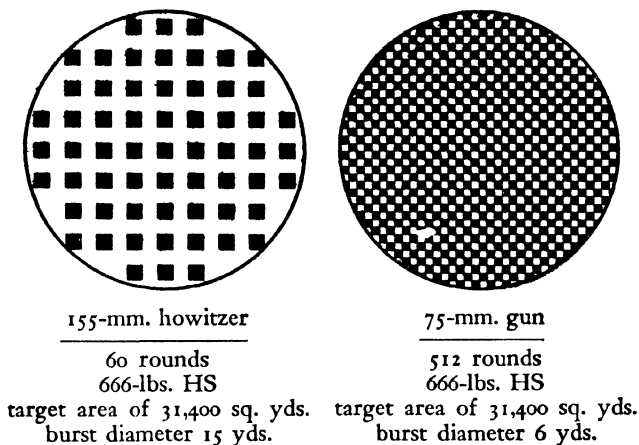 155-mm. howitzer
60 rounds
666-lbs. HS
target area of 31,400 sq. yds.
burst diameter 15 yds.
75-mm. gun
512 rounds
666-lbs. HS
target area of 31,400 sq. yds.
burst diameter 6 yds.